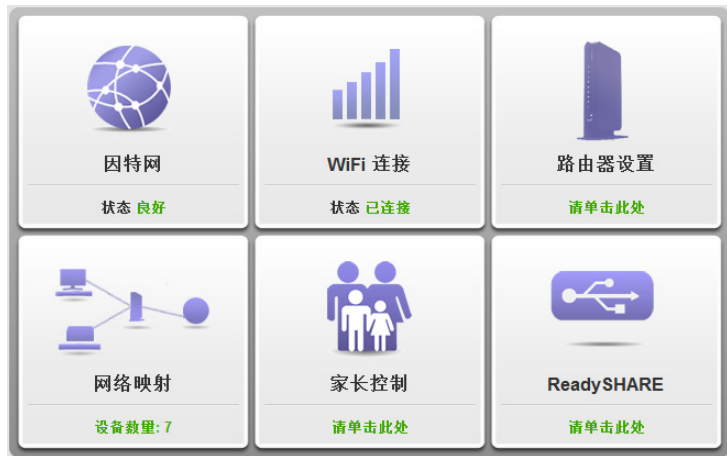 因特网
WiFi 连接
路由器设置
状态 良好
状态 已连接
请单击此处
网络映射
家长控制
ReadySHARE
设备数量: 7
请单击此处
请单击此处